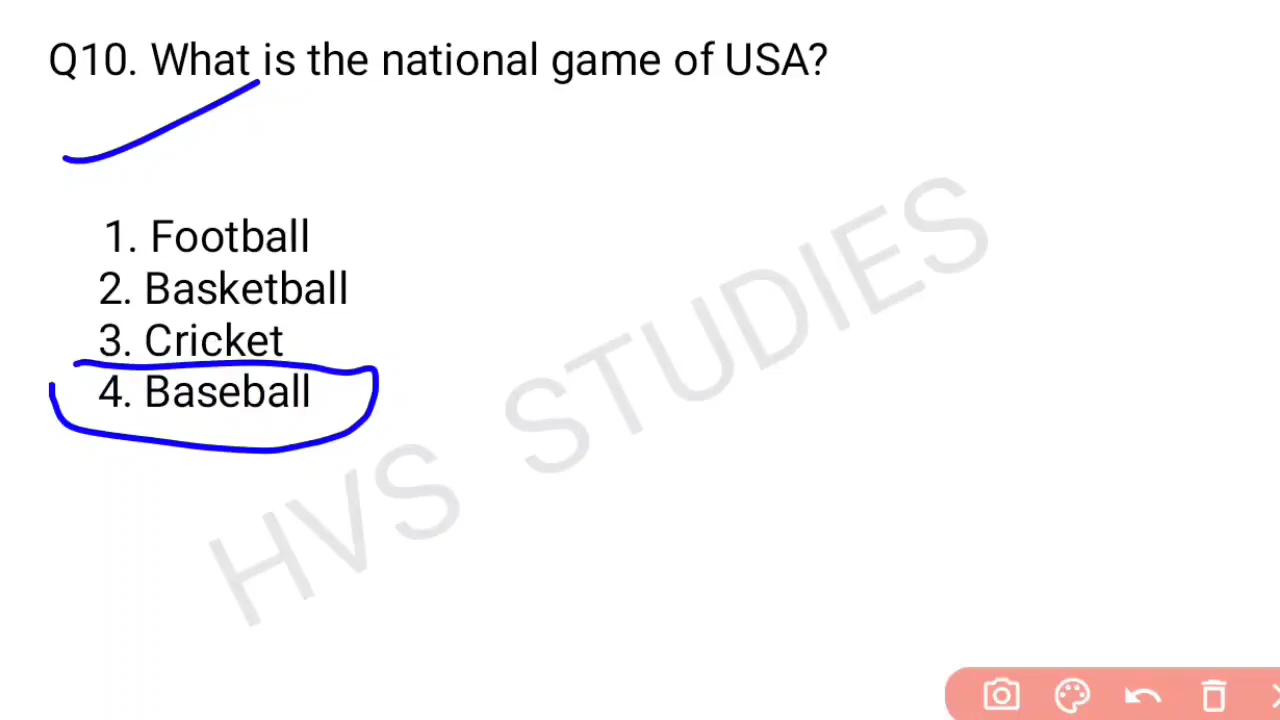 Q10. What is the national game of USA?
1. Football
2. Basketball
3. Cricket
4. Baseball
HVS STUDIES